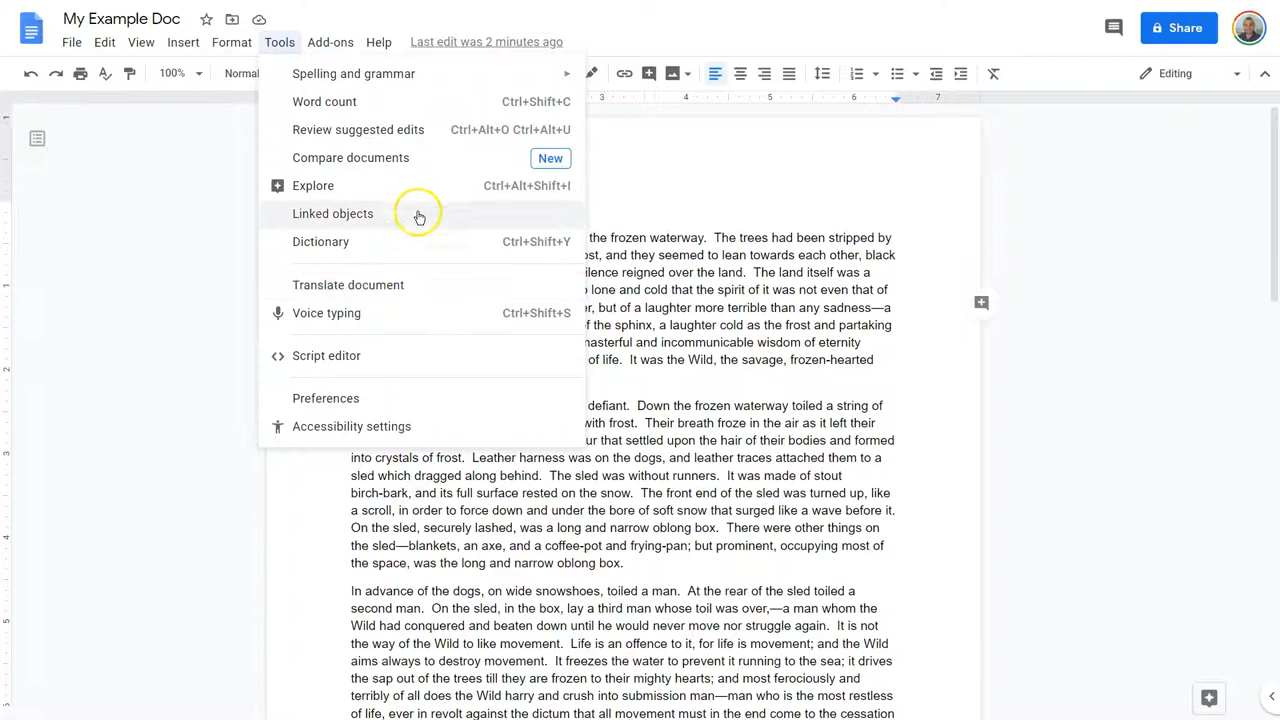 My Example Doc
File Edit View Insert Format Tools Add-ons Help Last edit was 2 minutes ago
Share
100% Normal
Editing
Spelling and grammar
Word count Ctrl+Shift+C
Review suggested edits Ctrl+Alt+O Ctrl+Alt+U
Compare documents New
Explore Ctrl+Alt+Shift+I
Linked objects
Dictionary Ctrl+Shift+Y
Translate document
Voice typing Ctrl+Shift+S
Script editor
Preferences
Accessibility settings
3 4 5 6 7
1
2
3
4
5
the frozen waterway. The trees had been stripped by
ost, and they seemed to lean towards each other, black
ilence reigned over the land. The land itself was a
o lone and cold that the spirit of it was not even that of
er, but of a laughter more terrible than any sadness—a
of the sphinx, a laughter cold as the frost and partaking
masterful and incommunicable wisdom of eternity
of life. It was the Wild, the savage, frozen-hearted
defiant. Down the frozen waterway toiled a string of
with frost. Their breath froze in the air as it left their
ur that settled upon the hair of their bodies and formed
into crystals of frost. Leather harness was on the dogs, and leather traces attached them to a
sled which dragged along behind. The sled was without runners. It was made of stout
birch-bark, and its full surface rested on the snow. The front end of the sled was turned up, like
a scroll, in order to force down and under the bore of soft snow that surged like a wave before it.
On the sled, securely lashed, was a long and narrow oblong box. There were other things on
the sled—blankets, an axe, and a coffee-pot and frying-pan; but prominent, occupying most of
the space, was the long and narrow oblong box.
In advance of the dogs, on wide snowshoes, toiled a man. At the rear of the sled toiled a
second man. On the sled, in the box, lay a third man whose toil was over,—a man whom the
Wild had conquered and beaten down until he would never move nor struggle again. It is not
the way of the Wild to like movement. Life is an offence to it, for life is movement; and the Wild
aims always to destroy movement. It freezes the water to prevent it running to the sea; it drives
the sap out of the trees till they are frozen to their mighty hearts; and most ferociously and
terribly of all does the Wild harry and crush into submission man—man who is the most restless
of life, ever in revolt against the dictum that all movement must in the end come to the cessation